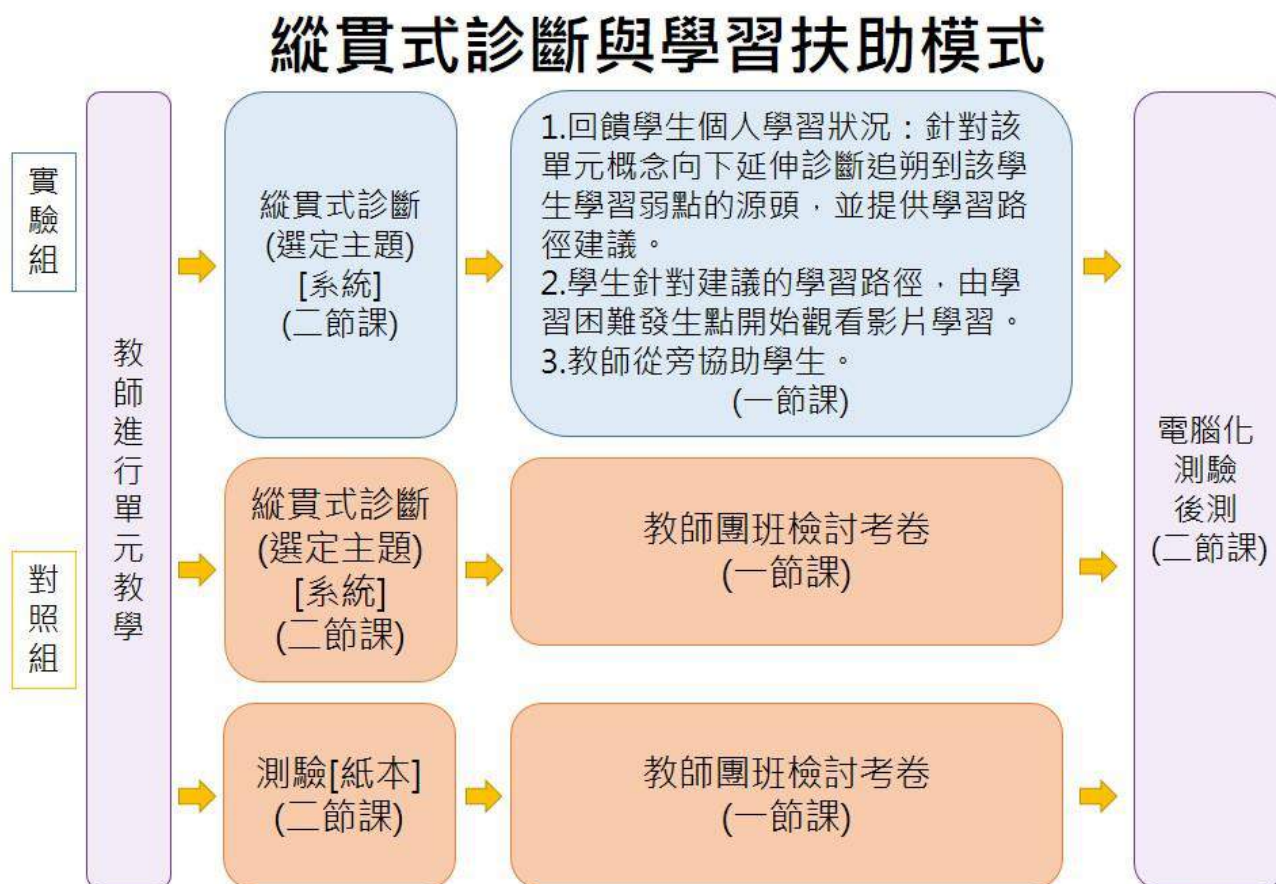 縱貫式診斷與學習扶助模式
實驗組
對照組
教師進行單元教學
縱貫式診斷
(選定主題)
[系統]
(二節課)
1.回饋學生個人學習狀況：針對該
單元概念向下延伸診斷追朔到該學
生學習弱點的源頭，並提供學習路
徑建議。
2.學生針對建議的學習路徑，由學
習困難發生點開始觀看影片學習。
3.教師從旁協助學生。
(一節課)
縱貫式診斷
(選定主題)
[系統]
(二節課)
教師團班檢討考卷
(一節課)
測驗[紙本]
(二節課)
教師團班檢討考卷
(一節課)
電腦化
測驗
後測
(二節課)